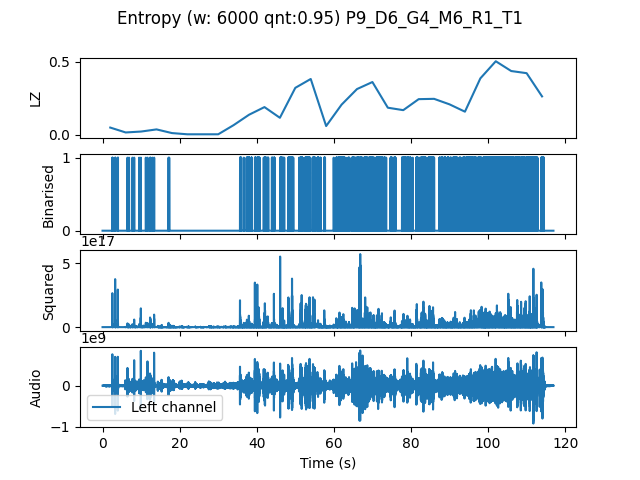 Entropy (w: 6000 qnt:0.95) P9_D6_G4_M6_R1_T1
0.5
LZ
0.0
1
Binarised
0
1e17
5
Squared
0
1e9
0
Audio
Left channel
−1
0 20 40 60 80 100 120
Time (s)